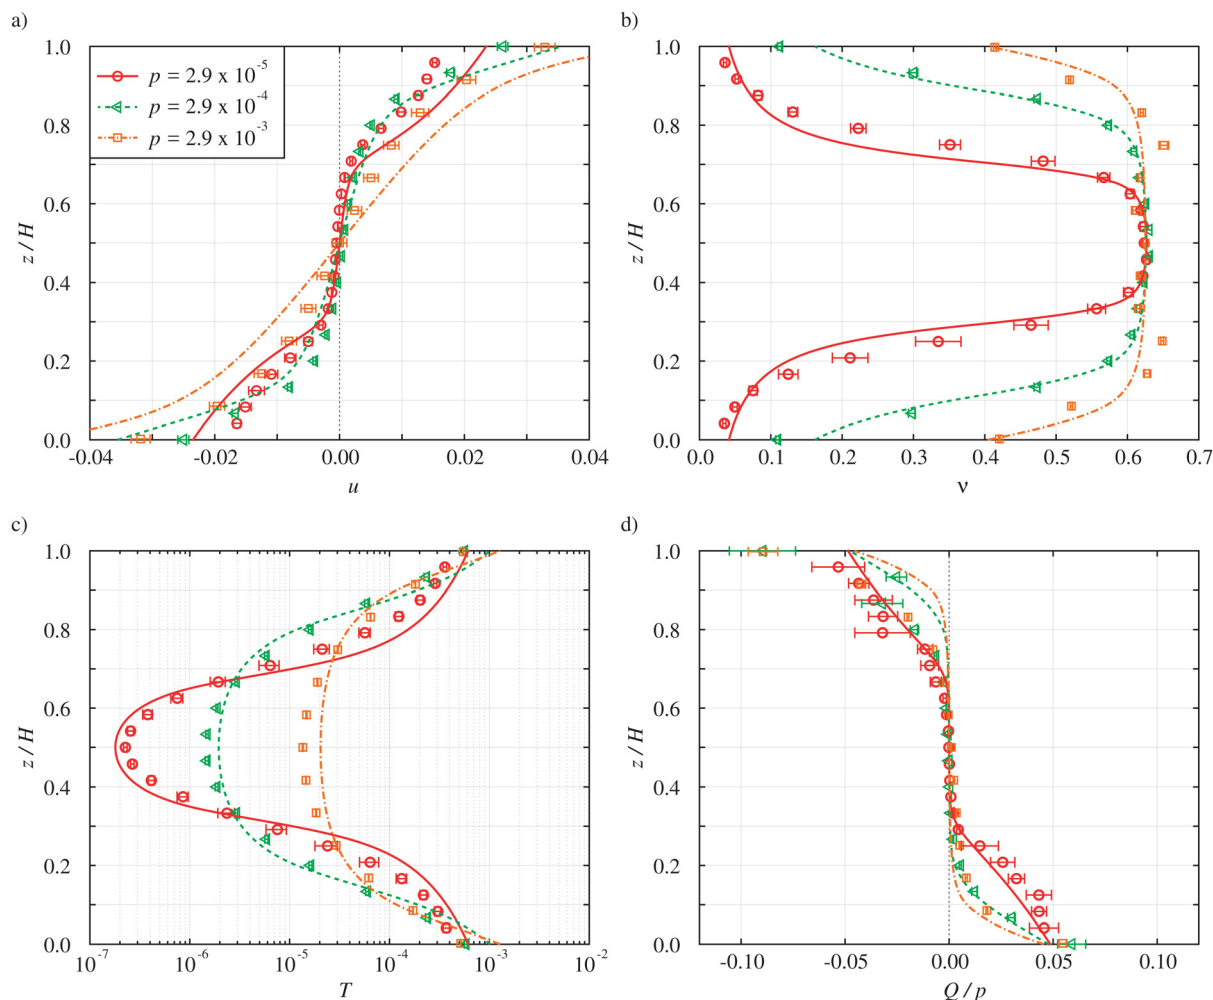 a)
1.0
0.8
0.6
0.4
0.2
0.0
z / H
p = 2.9 x 10⁻⁵
p = 2.9 x 10⁻⁴
p = 2.9 x 10⁻³
-0.04 -0.02 0.00 0.02 0.04
u
b)
1.0
0.8
0.6
0.4
0.2
0.0
z / H
0.0 0.1 0.2 0.3 0.4 0.5 0.6 0.7
ν
c)
1.0
0.8
0.6
0.4
0.2
0.0
z / H
10⁻⁷ 10⁻⁶ 10⁻⁵ 10⁻⁴ 10⁻³ 10⁻²
T
d)
1.0
0.8
0.6
0.4
0.2
0.0
z / H
-0.10 -0.05 0.00 0.05 0.10
Q / p